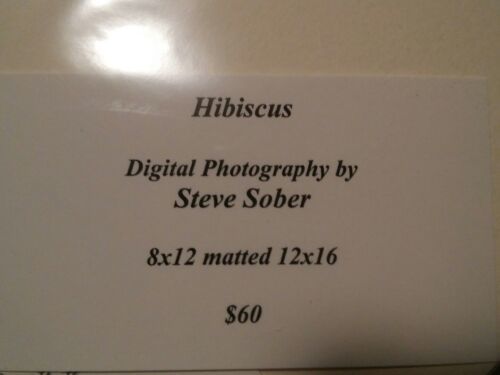 Hibiscus
Digital Photography by
Steve Sober
8x12 matted 12x16
$60